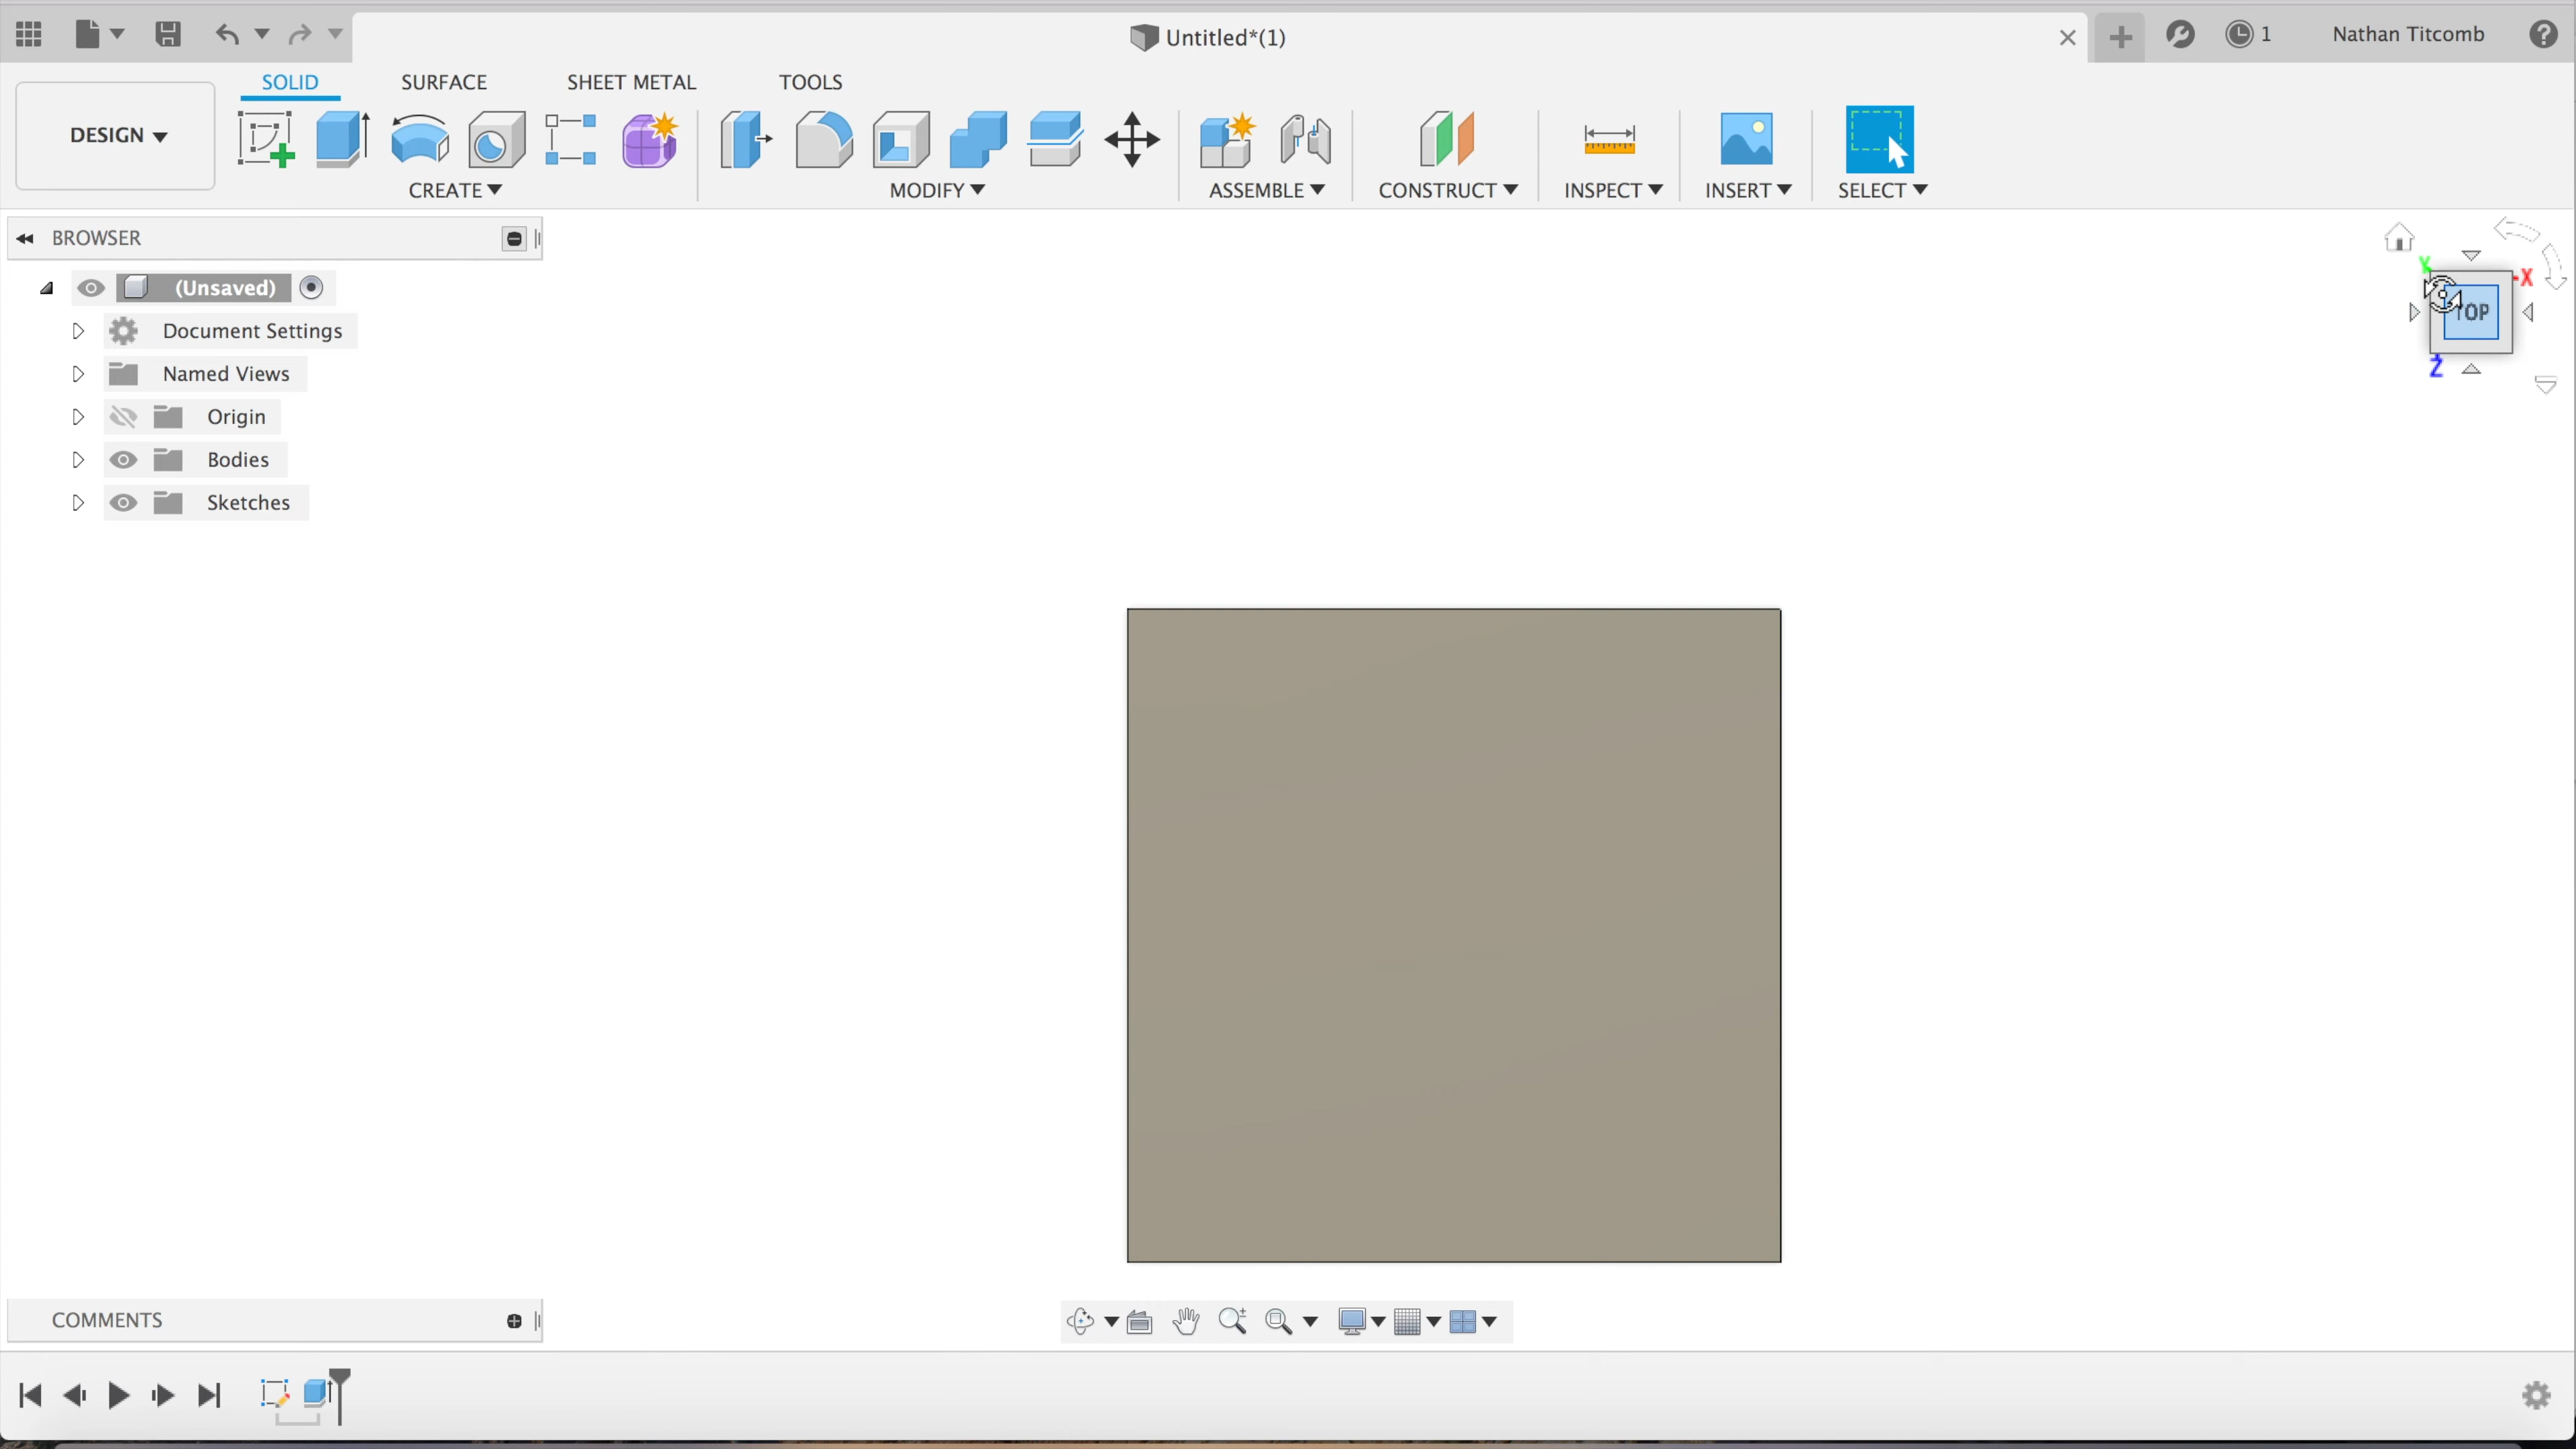 Untitled*(1)
1
Nathan Titcomb
SOLID
SURFACE
SHEET METAL
TOOLS
DESIGN
CREATE
MODIFY
ASSEMBLE
CONSTRUCT
INSPECT
INSERT
SELECT
BROWSER
(Unsaved)
Document Settings
Named Views
Origin
Bodies
Sketches
Y
X
TOP
Z
COMMENTS